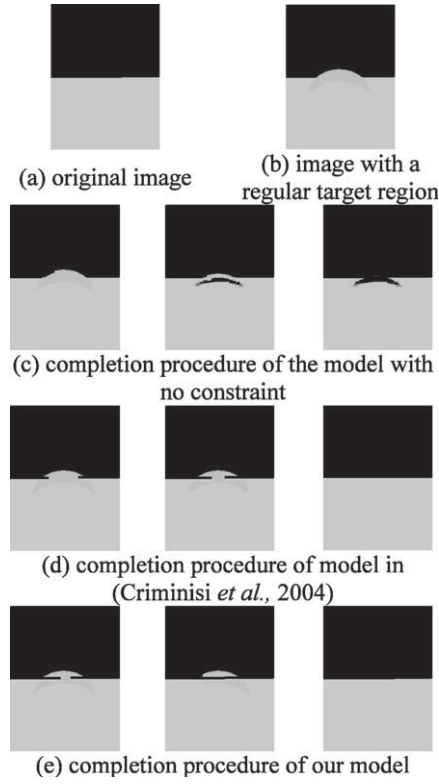 (a) original image
(b) image with a
regular target region
(c) completion procedure of the model with
no constraint
(d) completion procedure of model in
(Criminisi et al., 2004)
(e) completion procedure of our model